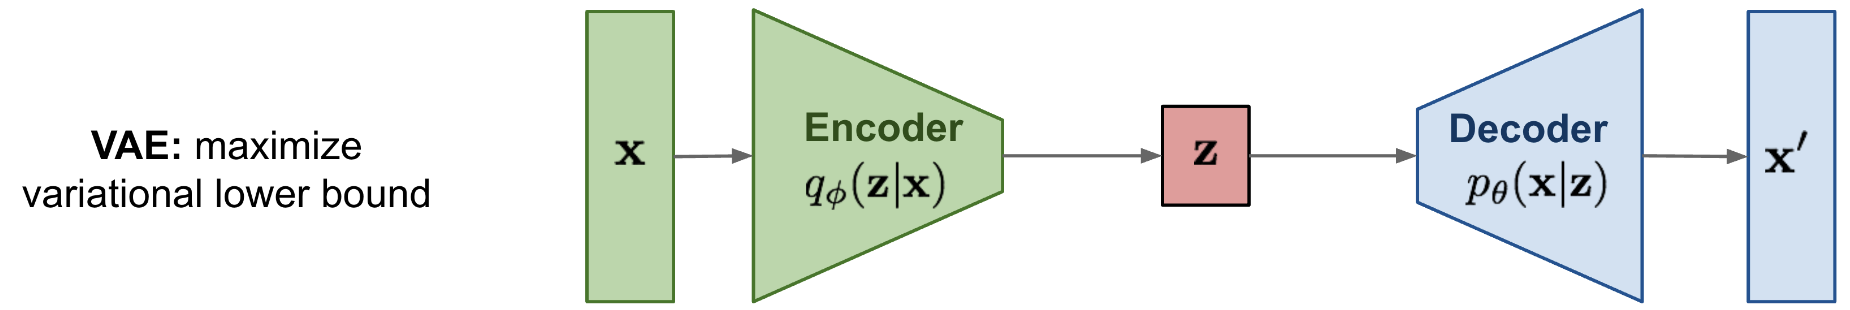 VAE: maximize
variational lower bound
x
Encoder
qϕ(z|x)
z
Decoder
pθ(x|z)
x′